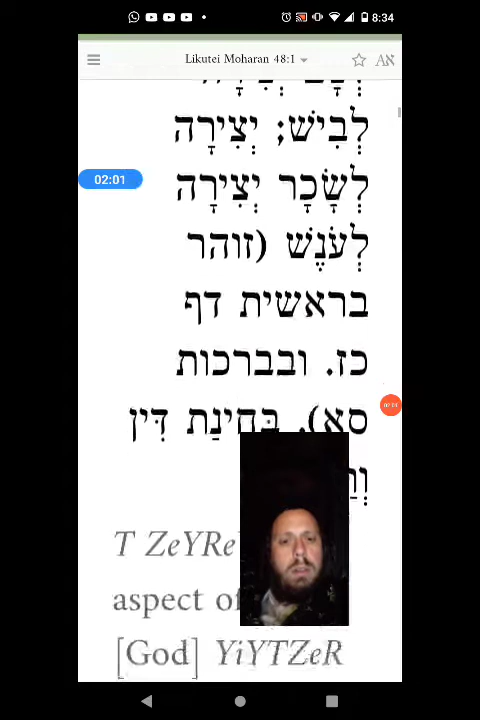 8:34
Likutei Moharan 48:1
אA
לְבִישׁ; יְצִירָה
02:01
לְשָׂכָר יְצִירָה
לְעֹנֶשׁ (זוהר
בראשית דף
כז. ובברכות
סא). בְּחִינַת דִּין
T ZeYRe
aspect of
[God] YiYTZeR